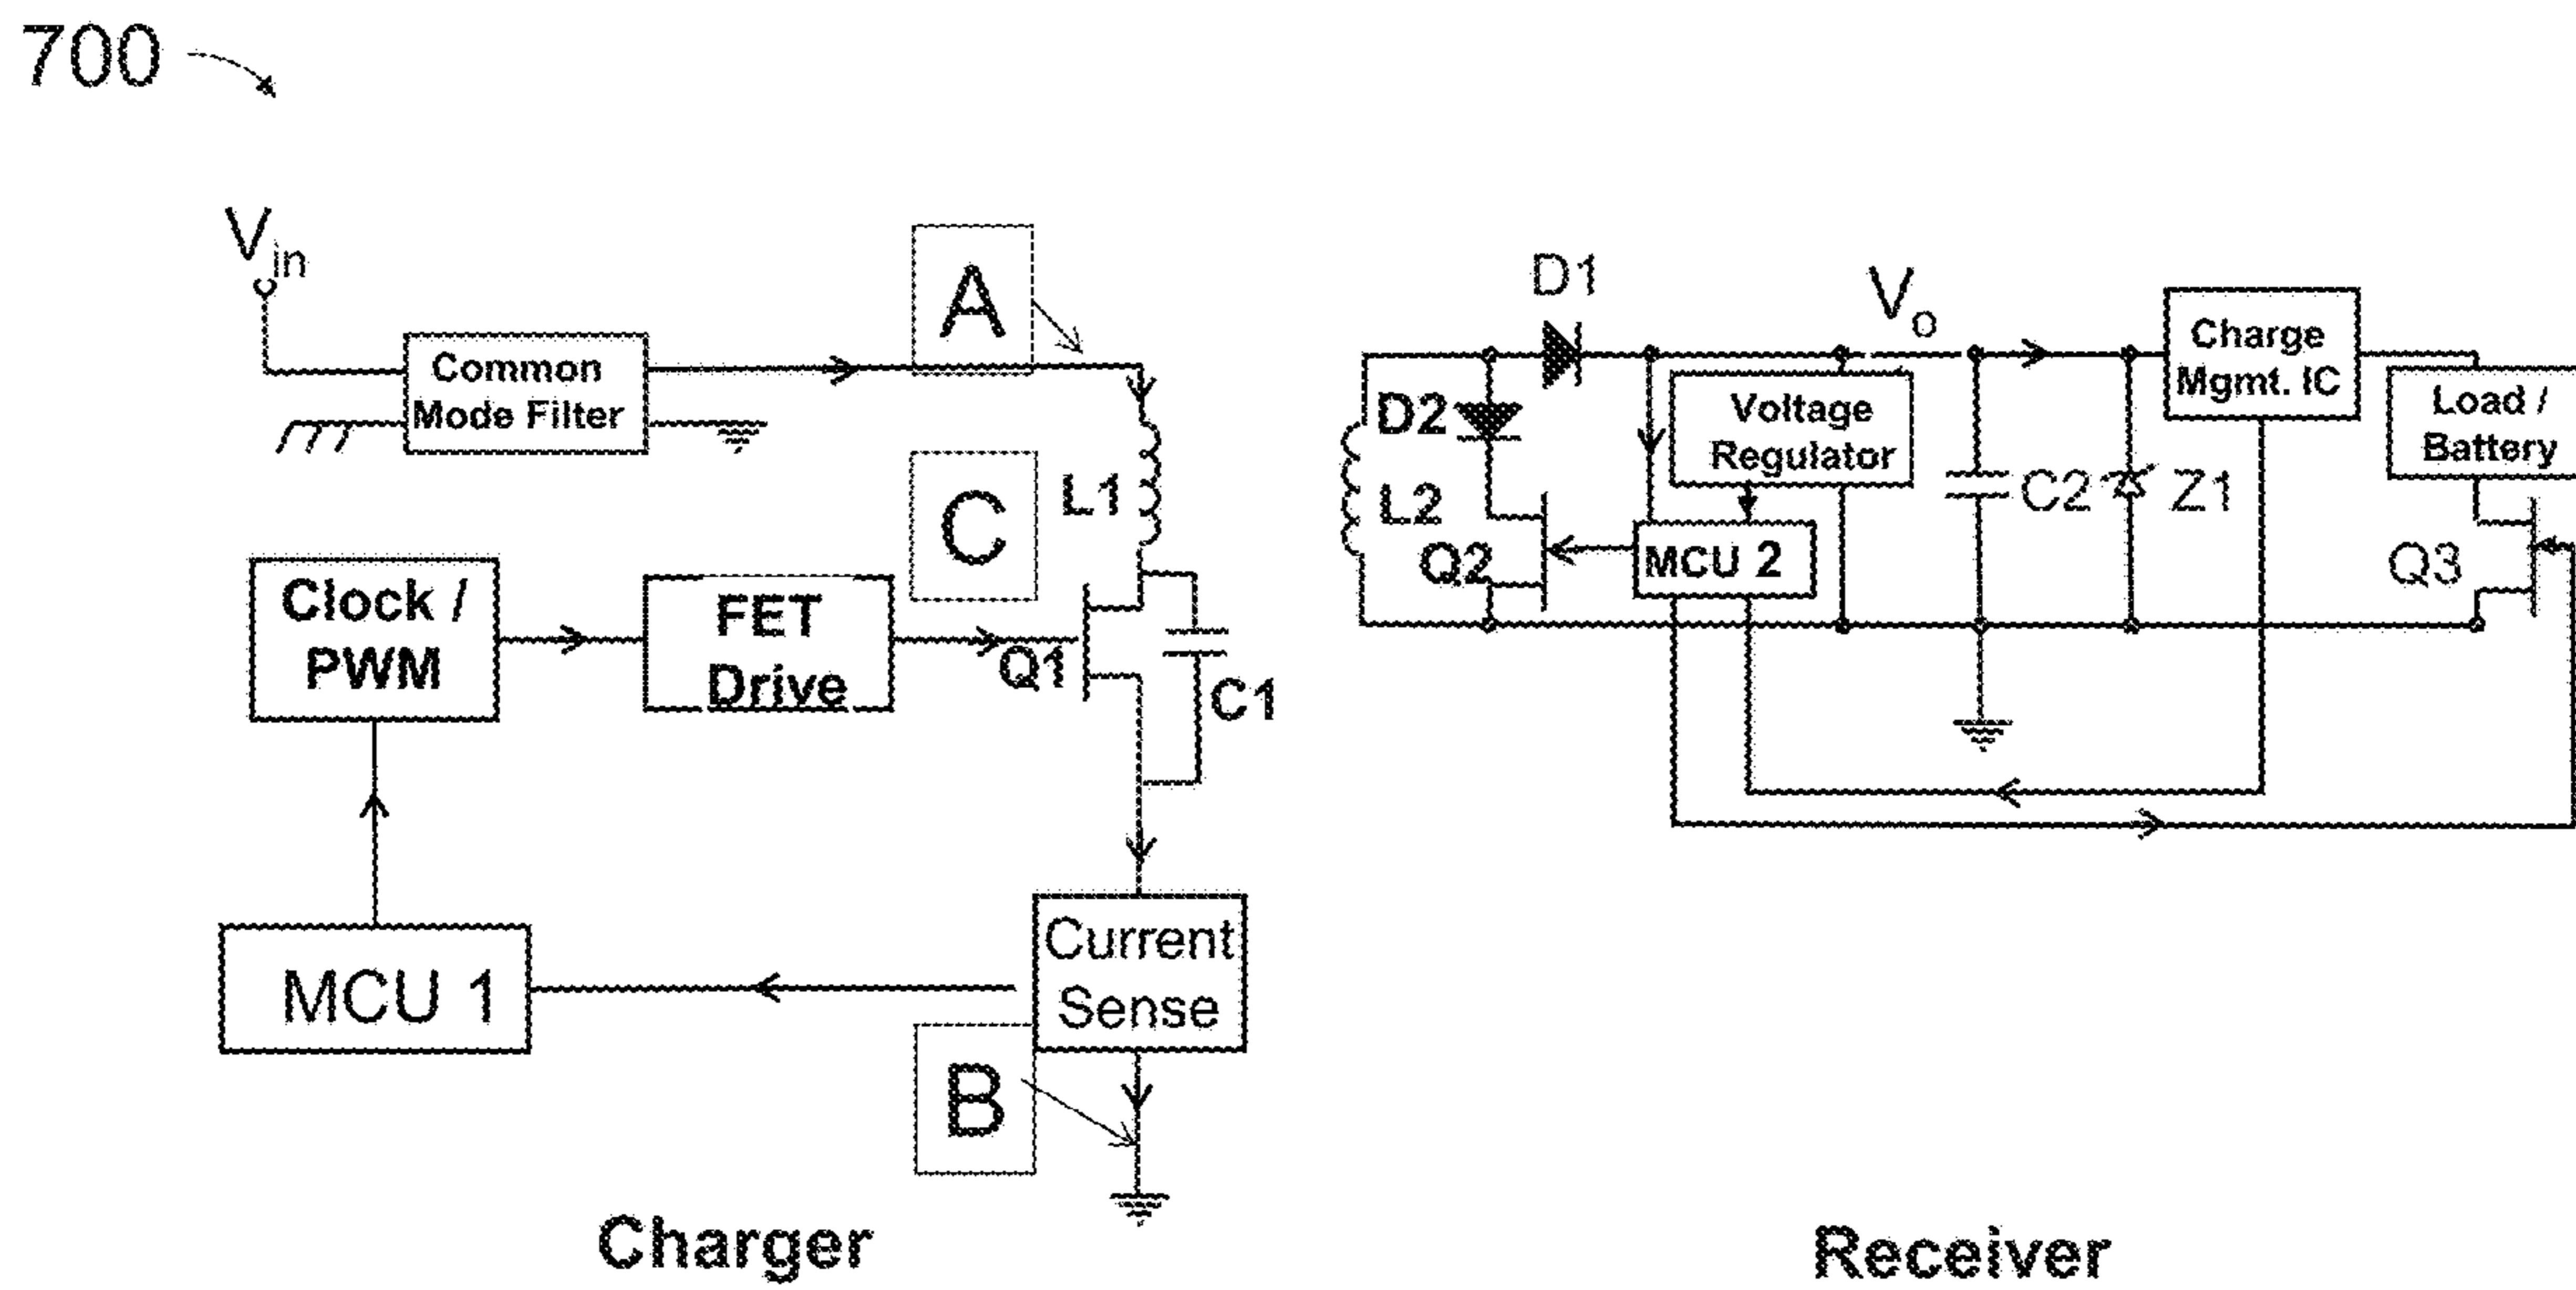 700
Vin
A
Common
Mode Filter
C
L1
Clock /
PWM
FET
Drive
Q1
C1
MCU 1
Current
Sense
B
Charger
D1
Vo
Charge
Mgmt. IC
D2
Voltage
Regulator
Load /
Battery
L2
C2
Z1
Q2
MCU 2
Q3
Receiver